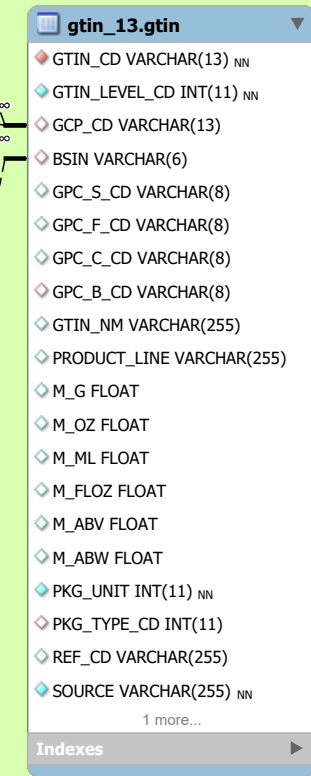 gtin_13.gtin
GTIN_CD VARCHAR(13) NN
GTIN_LEVEL_CD INT(11) NN
GCP_CD VARCHAR(13)
BSIN VARCHAR(6)
GPC_S_CD VARCHAR(8)
GPC_F_CD VARCHAR(8)
GPC_C_CD VARCHAR(8)
GPC_B_CD VARCHAR(8)
GTIN_NM VARCHAR(255)
PRODUCT_LINE VARCHAR(255)
M_G FLOAT
M_OZ FLOAT
M_ML FLOAT
M_FLOZ FLOAT
M_ABV FLOAT
M_ABW FLOAT
PKG_UNIT INT(11) NN
PKG_TYPE_CD INT(11)
REF_CD VARCHAR(255)
SOURCE VARCHAR(255) NN
1 more...
Indexes